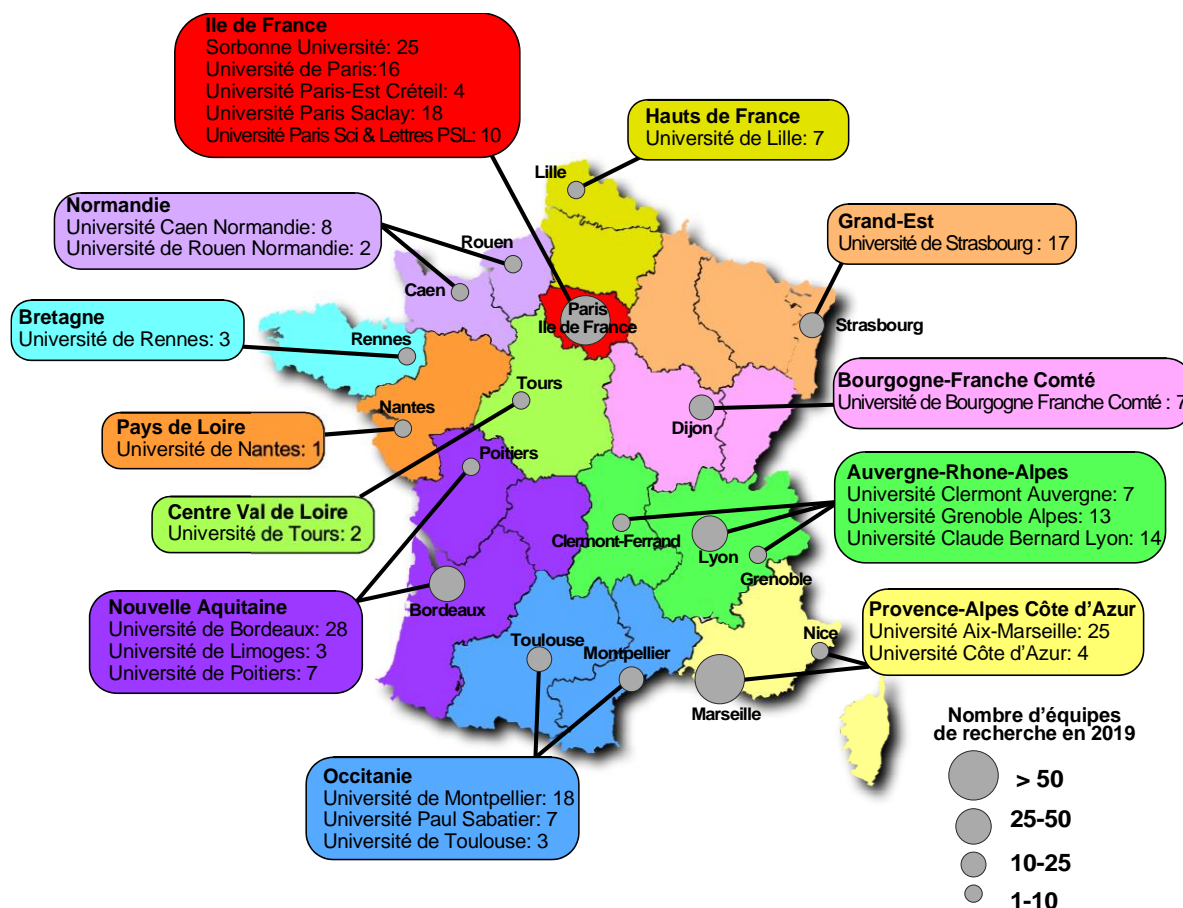 Ile de France
Sorbonne Université: 25
Université de Paris:16
Université Paris-Est Créteil: 4
Université Paris Saclay: 18
Université Paris Sci & Lettres PSL: 10
Hauts de France
Université de Lille: 7
Normandie
Université Caen Normandie: 8
Université de Rouen Normandie: 2
Grand-Est
Université de Strasbourg : 17
Bretagne
Université de Rennes: 3
Bourgogne-Franche Comté
Université de Bourgogne Franche Comté : 7
Pays de Loire
Université de Nantes: 1
Auvergne-Rhone-Alpes
Université Clermont Auvergne: 7
Université Grenoble Alpes: 13
Université Claude Bernard Lyon: 14
Centre Val de Loire
Université de Tours: 2
Nouvelle Aquitaine
Université de Bordeaux: 28
Université de Limoges: 3
Université de Poitiers: 7
Provence-Alpes Côte d'Azur
Université Aix-Marseille: 25
Université Côte d'Azur: 4
Occitanie
Université de Montpellier: 18
Université Paul Sabatier: 7
Université de Toulouse: 3
Lille
Rouen
Caen
Paris
Ile de France
Strasbourg
Rennes
Tours
Nantes
Dijon
Poitiers
Clermont-Ferrand
Lyon
Grenoble
Bordeaux
Toulouse
Montpellier
Nice
Marseille
Nombre d'équipes
de recherche en 2019
> 50
25-50
10-25
1-10